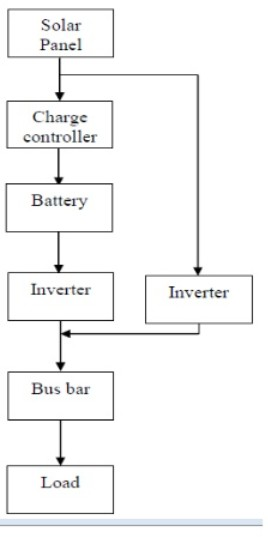 Solar
Panel
Charge
controller
Battery
Inverter
Inverter
Bus bar
Load